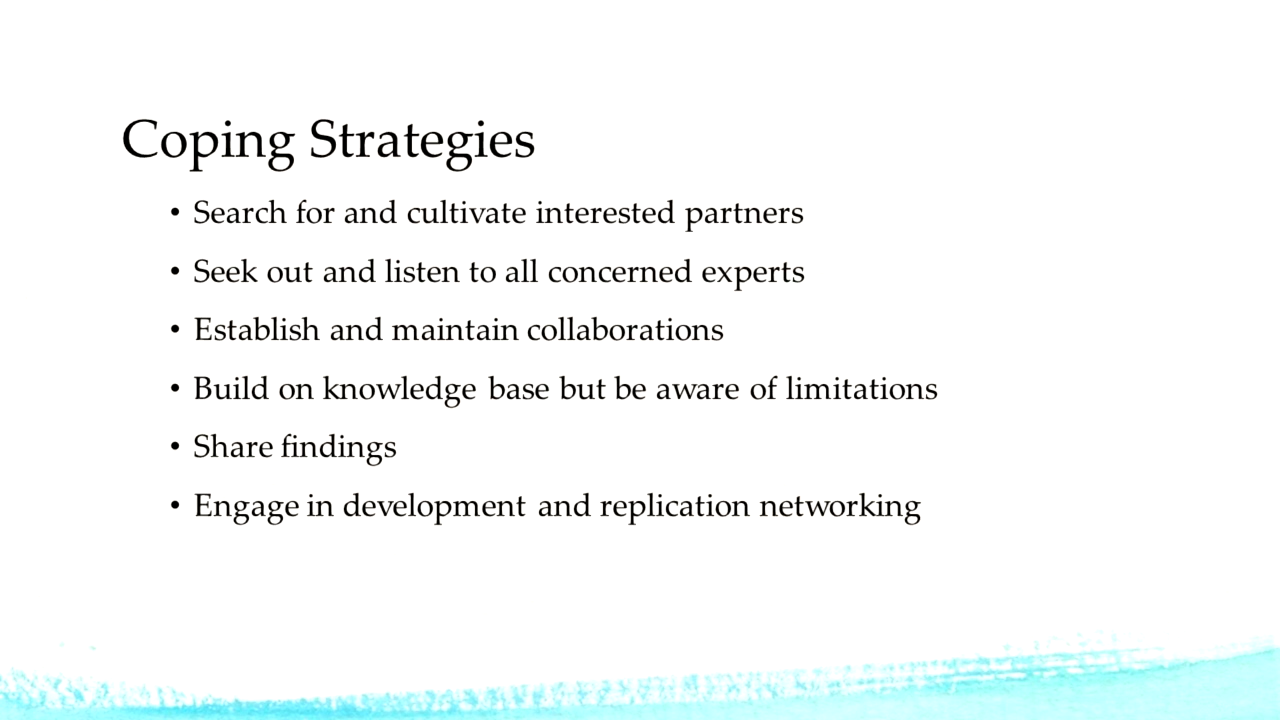 Coping Strategies
• Search for and cultivate interested partners
• Seek out and listen to all concerned experts
• Establish and maintain collaborations
• Build on knowledge base but be aware of limitations
• Share findings
• Engage in development and replication networking